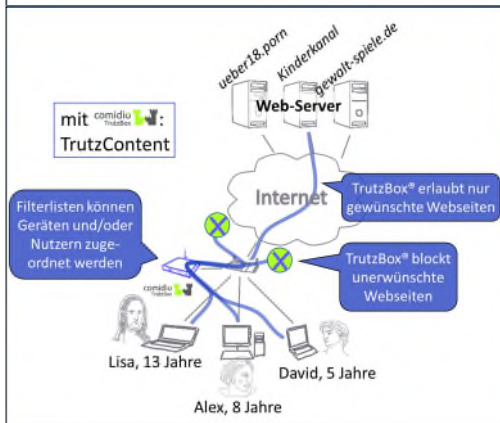 ueber18.porn
Kinderkanal
gewalt-spiele.de
Web-Server
mit comidio TrutzBox :
TrutzContent
Internet
TrutzBox® erlaubt nur
gewünschte Webseiten
Filterlisten können
Geräten und/oder
Nutzern zuge-
ordnet werden
TrutzBox® blockt
unerwünschte
Webseiten
comidio
TrutzBox
Lisa, 13 Jahre
David, 5 Jahre
Alex, 8 Jahre